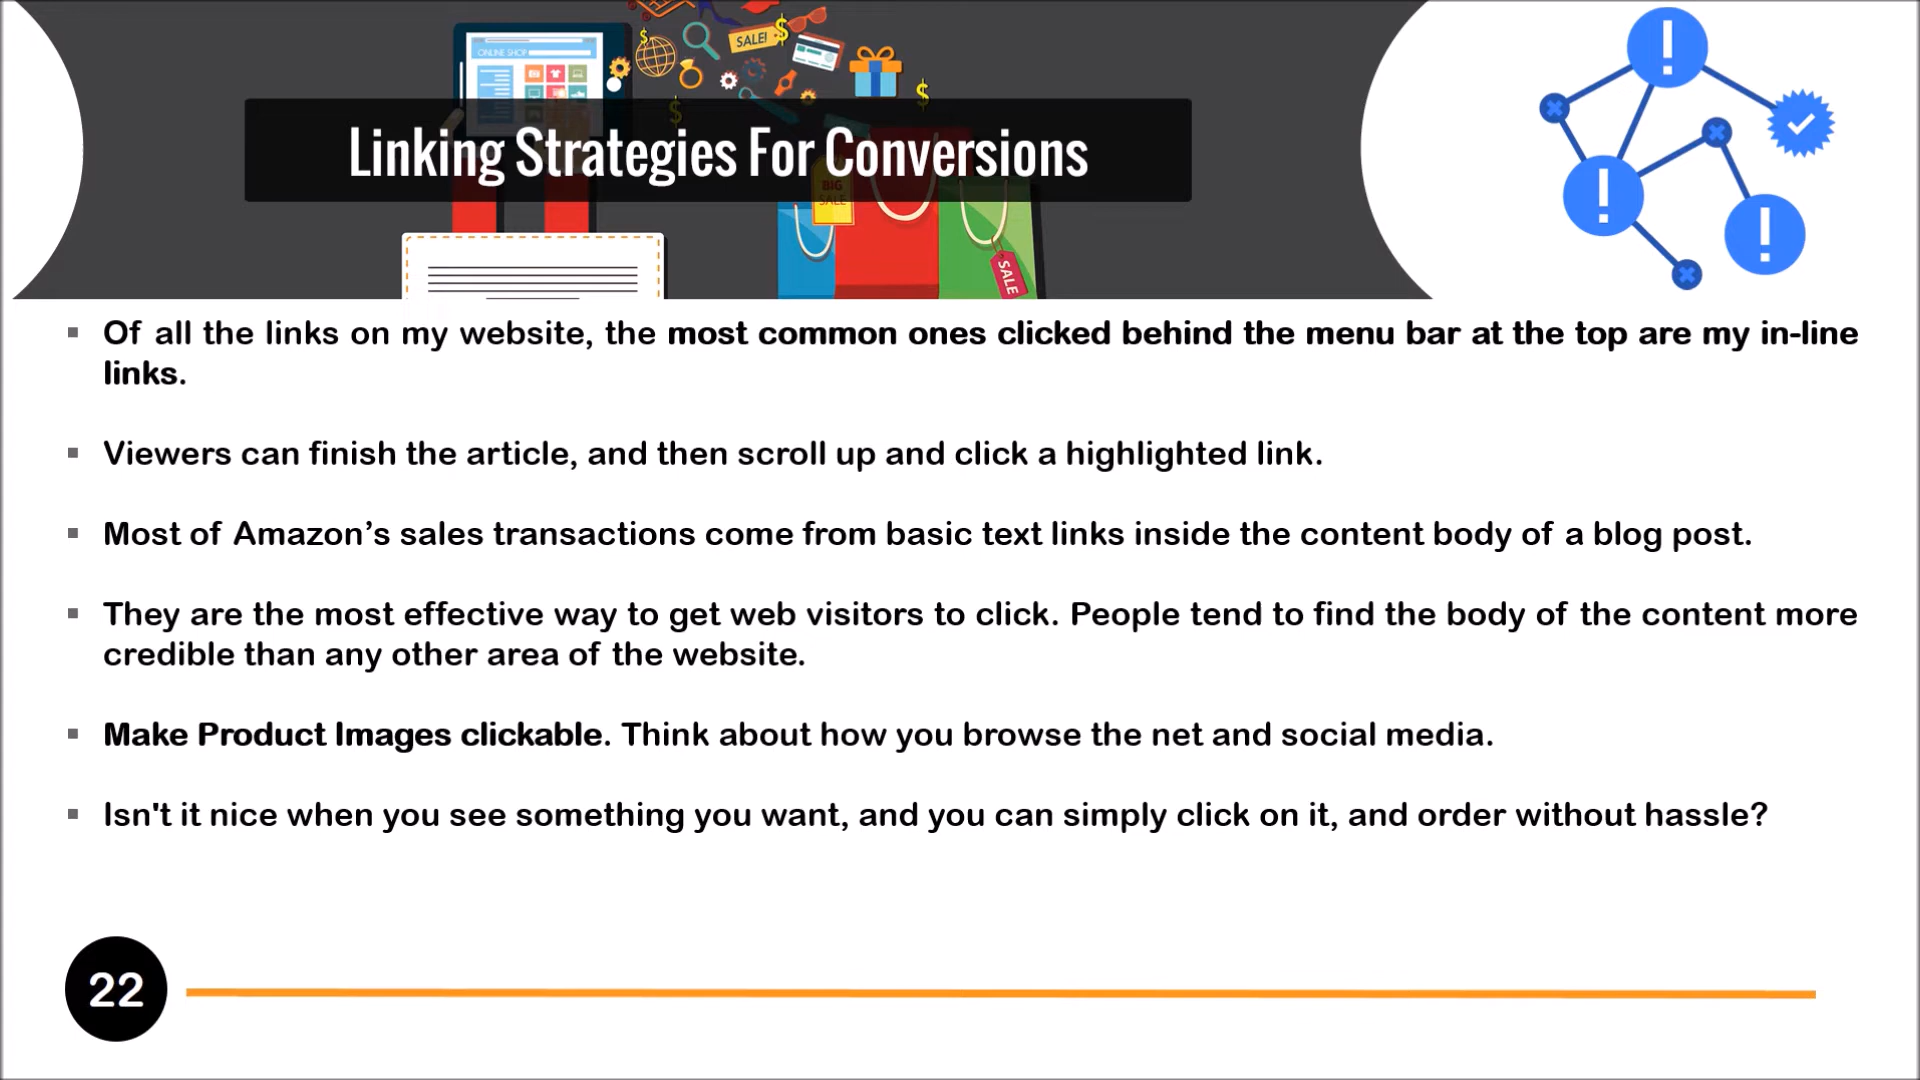 ONLINE SHOP
SALE!
Linking Strategies For Conversions
BIG
SALE
SALE
Of all the links on my website, the most common ones clicked behind the menu bar at the top are my in-line
links.
Viewers can finish the article, and then scroll up and click a highlighted link.
Most of Amazon’s sales transactions come from basic text links inside the content body of a blog post.
They are the most effective way to get web visitors to click. People tend to find the body of the content more
credible than any other area of the website.
Make Product Images clickable. Think about how you browse the net and social media.
Isn't it nice when you see something you want, and you can simply click on it, and order without hassle?
22